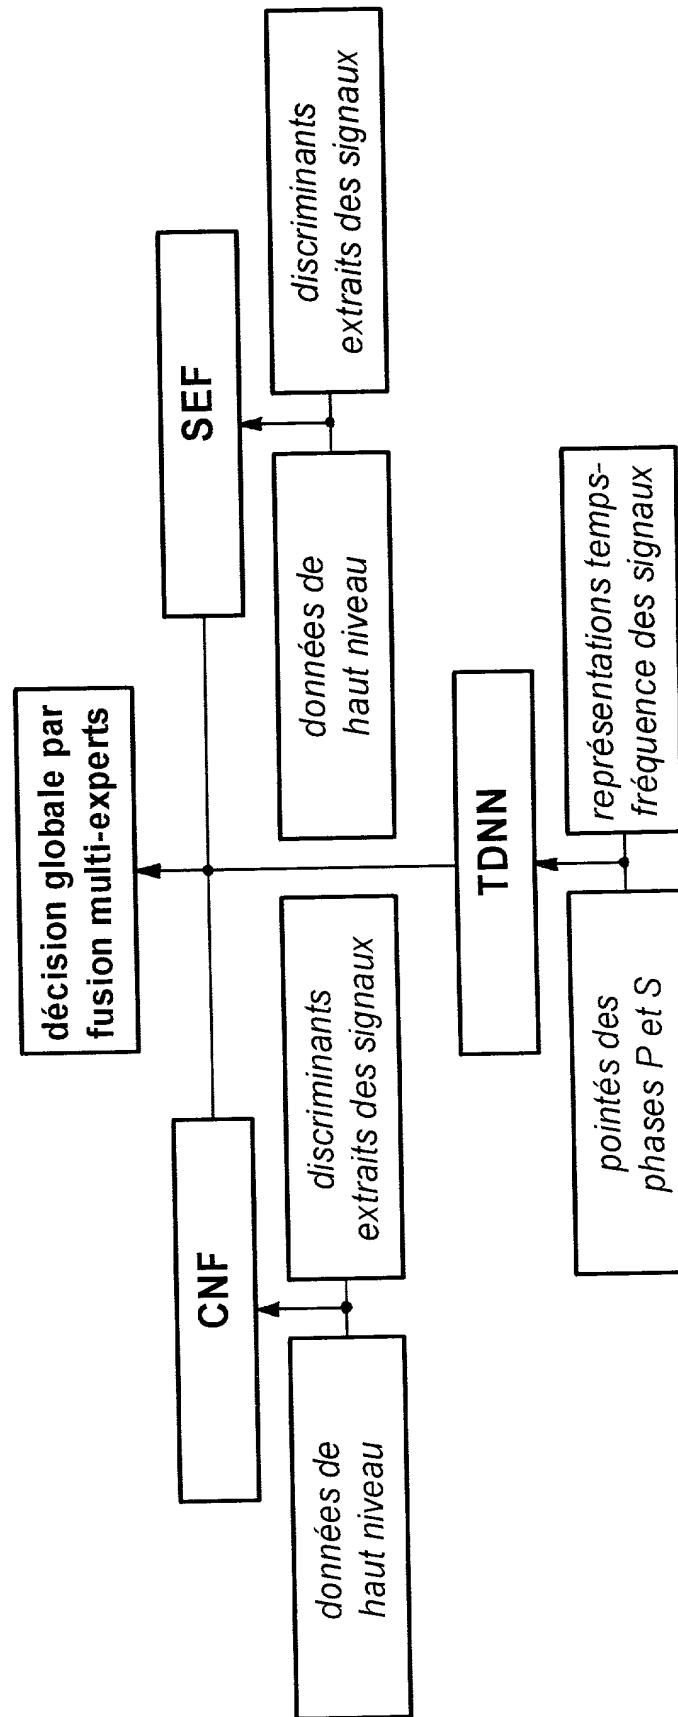 décision globale par
fusion multi-experts
CNF
SEF
données de
haut niveau
discriminants
extraits des signaux
données de
haut niveau
discriminants
extraits des signaux
TDNN
pointés des
phases P et S
représentations temps-
fréquence des signaux